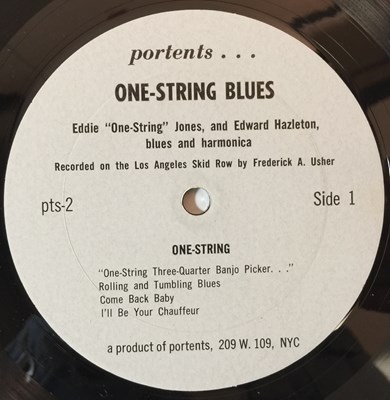 portents . . .
ONE-STRING BLUES
Eddie "One-String" Jones, and Edward Hazleton,
blues and harmonica
Recorded on the Los Angeles Skid Row by Frederick A. Usher
pts-2 Side 1
ONE-STRING
"One-String Three-Quarter Banjo Picker. . ."
Rolling and Tumbling Blues
Come Back Baby
I'll Be Your Chauffeur
a product of portents, 209 W. 109, NYC